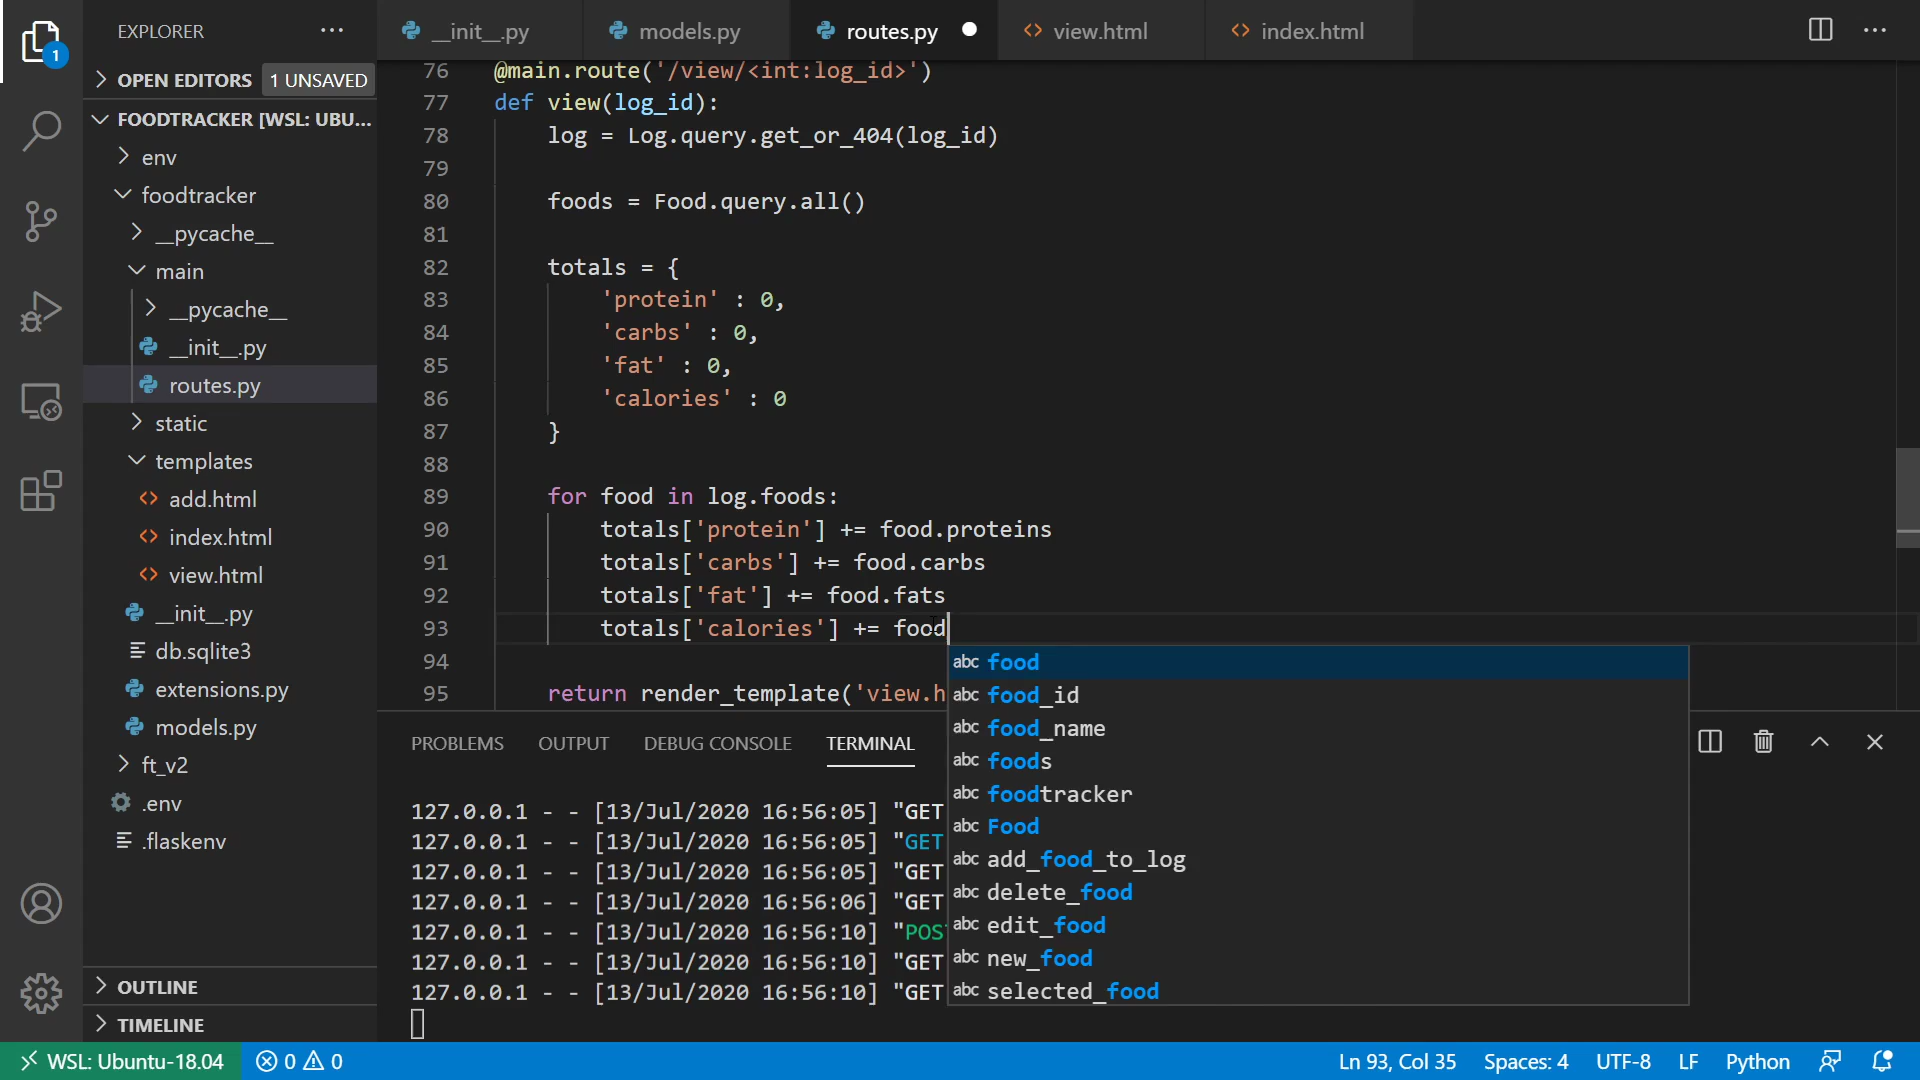 EXPLORER
1
OPEN EDITORS 1 UNSAVED
FOODTRACKER [WSL: UBU...
env
foodtracker
__pycache__
main
__pycache__
__init__.py
routes.py
static
templates
add.html
index.html
view.html
__init__.py
db.sqlite3
extensions.py
models.py
ft_v2
.env
.flaskenv
OUTLINE
TIMELINE
__init__.py models.py routes.py view.html index.html
76 @main.route('/view/<int:log_id>')
77 def view(log_id):
78 log = Log.query.get_or_404(log_id)
79
80 foods = Food.query.all()
81
82 totals = {
83 'protein' : 0,
84 'carbs' : 0,
85 'fat' : 0,
86 'calories' : 0
87 }
88
89 for food in log.foods:
90 totals['protein'] += food.proteins
91 totals['carbs'] += food.carbs
92 totals['fat'] += food.fats
93 totals['calories'] += food
94
95 return render_template('view.h
abc food
abc food_id
abc food_name
abc foods
abc foodtracker
abc Food
abc add_food_to_log
abc delete_food
abc edit_food
abc new_food
abc selected_food
PROBLEMS OUTPUT DEBUG CONSOLE TERMINAL
127.0.0.1 - - [13/Jul/2020 16:56:05] "GET
127.0.0.1 - - [13/Jul/2020 16:56:05] "GET
127.0.0.1 - - [13/Jul/2020 16:56:05] "GET
127.0.0.1 - - [13/Jul/2020 16:56:06] "GET
127.0.0.1 - - [13/Jul/2020 16:56:10] "POS
127.0.0.1 - - [13/Jul/2020 16:56:10] "GET
127.0.0.1 - - [13/Jul/2020 16:56:10] "GET
WSL: Ubuntu-18.04 0 0 Ln 93, Col 35 Spaces: 4 UTF-8 LF Python